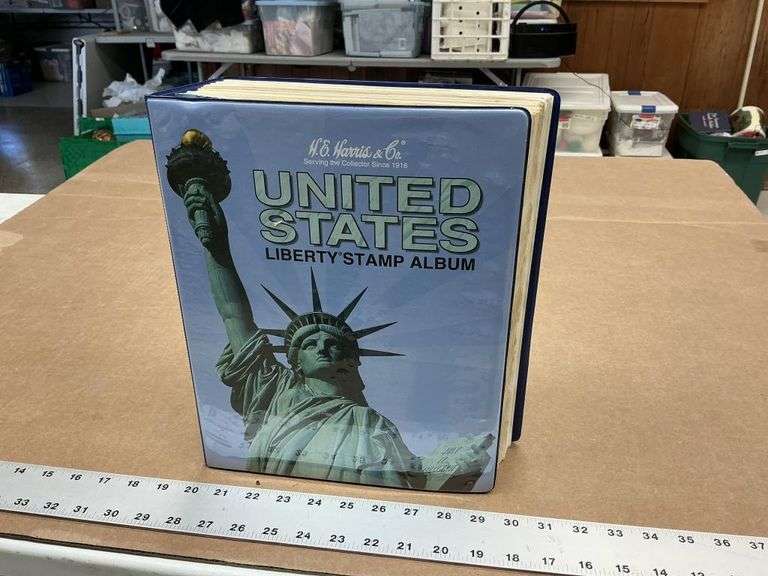 H.E. Harris & Co.®
Serving the Collector Since 1916
UNITED
STATES
LIBERTY® STAMP ALBUM
14 15 16 17 18 19 20 21 22 23 24 25 26 27 28 29 30 31 32 33 34 35 36 37
33 32 31 30 29 28 27 26 25 24 23 22 21 20 19 18 17 16 15 14 13 12